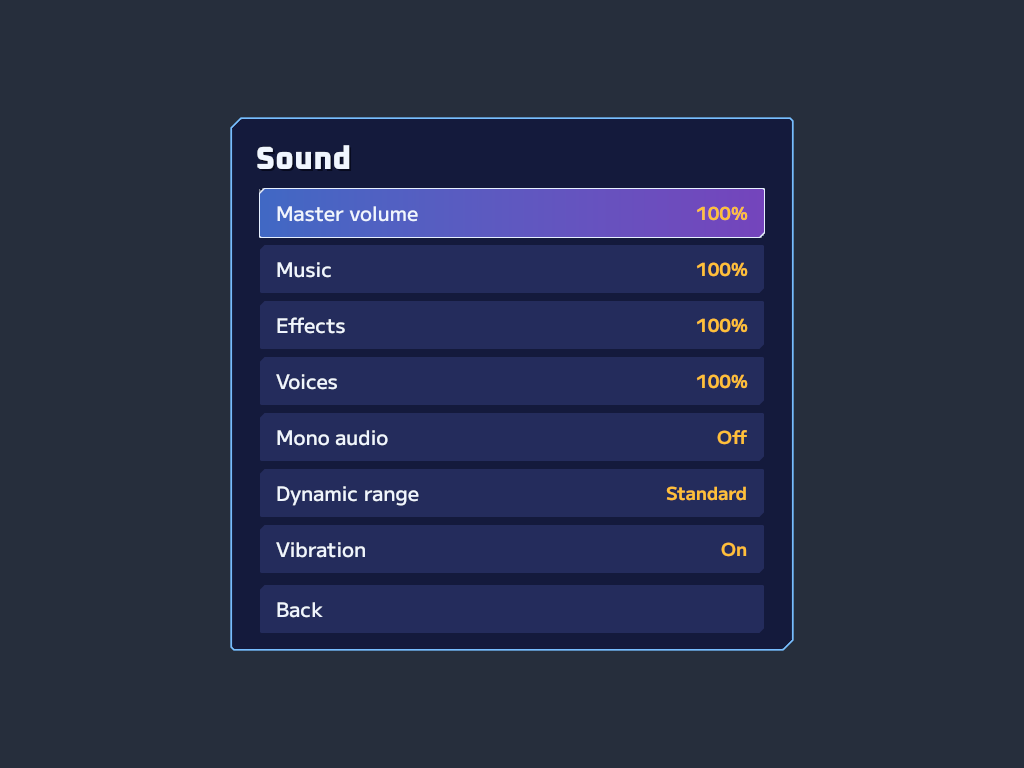 Sound
Master volume 100%
Music 100%
Effects 100%
Voices 100%
Mono audio Off
Dynamic range Standard
Vibration On
Back